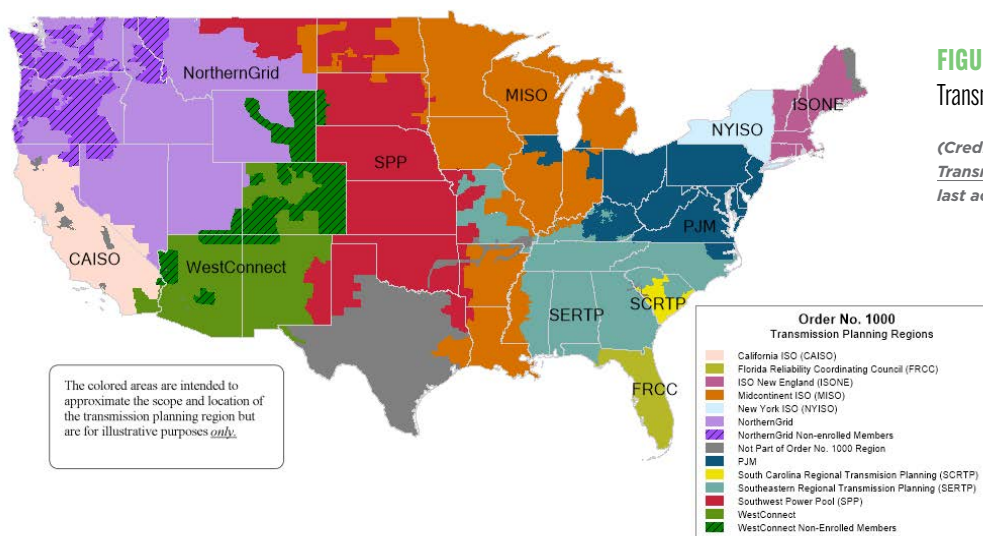 NorthernGrid
MISO
ISONE
NYISO
SPP
PJM
CAISO
WestConnect
SERTP
SCRTP
FRCC
The colored areas are intended to
approximate the scope and location of
the transmission planning region but
are for illustrative purposes only.
Order No. 1000
Transmission Planning Regions
California ISO (CAISO)
Florida Reliability Coordinating Council (FRCC)
ISO New England (ISONE)
Midcontinent ISO (MISO)
New York ISO (NYISO)
NorthernGrid
NorthernGrid Non-enrolled Members
Not Part of Order No. 1000 Region
PJM
South Carolina Regional Transmision Planning (SCRTP)
Southeastern Regional Transmission Planning (SERTP)
Southwest Power Pool (SPP)
WestConnect
WestConnect Non-Enrolled Members
FIGU
Transm
(Cred
Transm
last ac